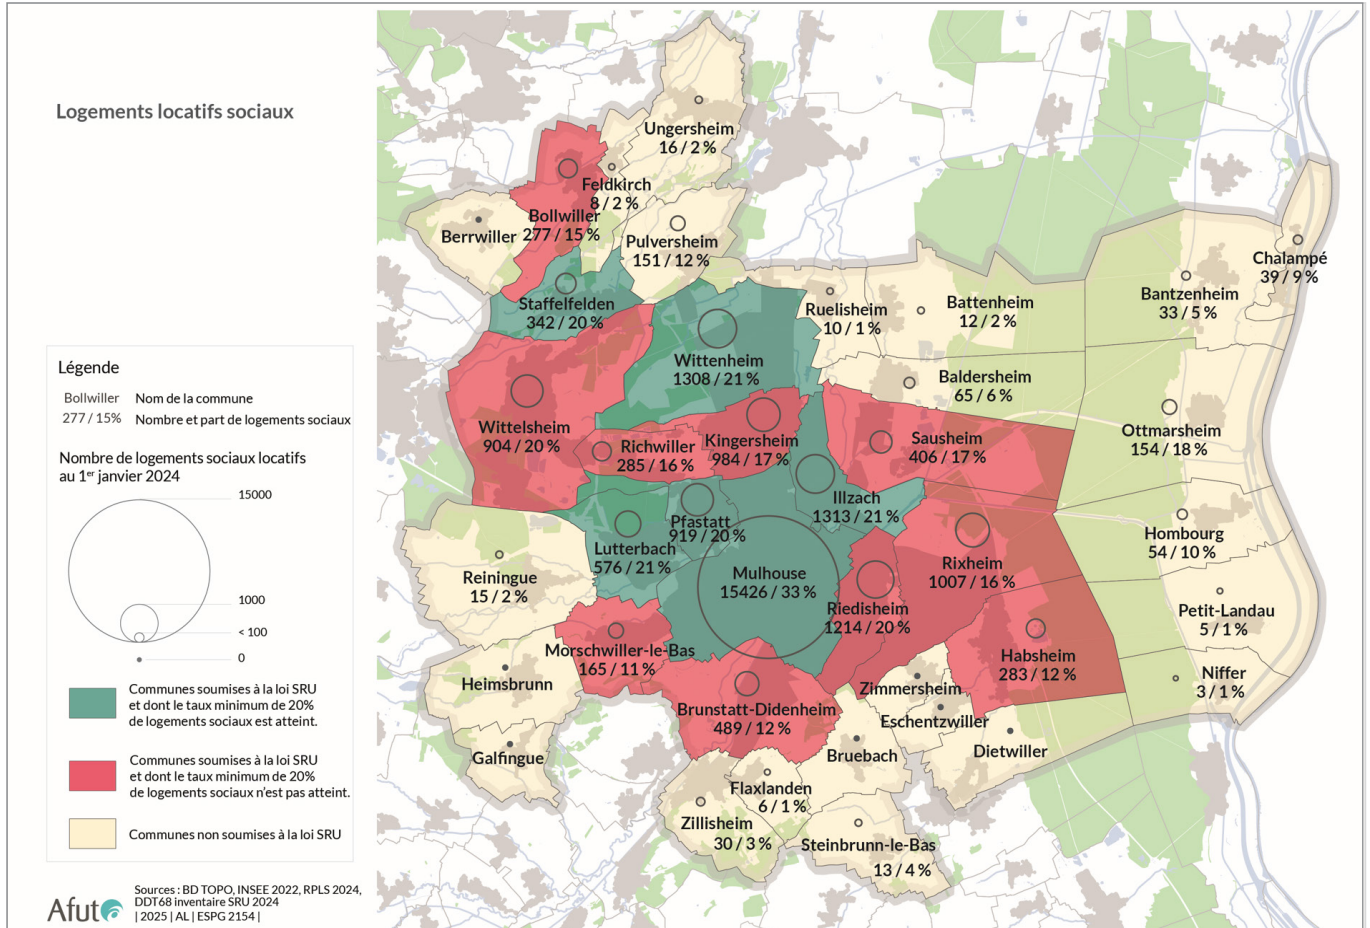 Logements locatifs sociaux
Légende
Bollwiller Nom de la commune
277 / 15% Nombre et part de logements sociaux
Nombre de logements sociaux locatifs
au 1er janvier 2024
15000
1000
< 100
0
Communes soumises à la loi SRU
et dont le taux minimum de 20%
de logements sociaux est atteint.
Communes soumises à la loi SRU
et dont le taux minimum de 20%
de logements sociaux n'est pas atteint.
Communes non soumises à la loi SRU
Afut
Sources : BD TOPO, INSEE 2022, RPLS 2024,
DDT68 inventaire SRU 2024
| 2025 | AL | ESPG 2154 |
Ungersheim
16 / 2 %
Feldkirch
8 / 2 %
Bollwiller
277 / 15 %
Berrwiller
Pulversheim
151 / 12 %
Staffelfelden
342 / 20 %
Chalampé
39 / 9 %
Bantzenheim
33 / 5 %
Ruelisheim
10 / 1 %
Battenheim
12 / 2 %
Wittenheim
1308 / 21 %
Baldersheim
65 / 6 %
Wittelsheim
904 / 20 %
Richwiller
285 / 16 %
Kingersheim
984 / 17 %
Sausheim
406 / 17 %
Ottmarsheim
154 / 18 %
Illzach
1313 / 21 %
Pfastatt
919 / 20 %
Lutterbach
576 / 21 %
Hombourg
54 / 10 %
Rixheim
1007 / 16 %
Reiningue
15 / 2 %
Mulhouse
15426 / 33 %
Riedisheim
1214 / 20 %
Petit-Landau
5 / 1 %
Morschwiller-le-Bas
165 / 11 %
Habsheim
283 / 12 %
Niffer
3 / 1 %
Heimsbrunn
Zimmersheim
Brunstatt-Didenheim
489 / 12 %
Eschentzwiller
Galfingue
Bruebach
Dietwiller
Flaxlanden
6 / 1 %
Zillisheim
30 / 3 %
Steinbrunn-le-Bas
13 / 4 %